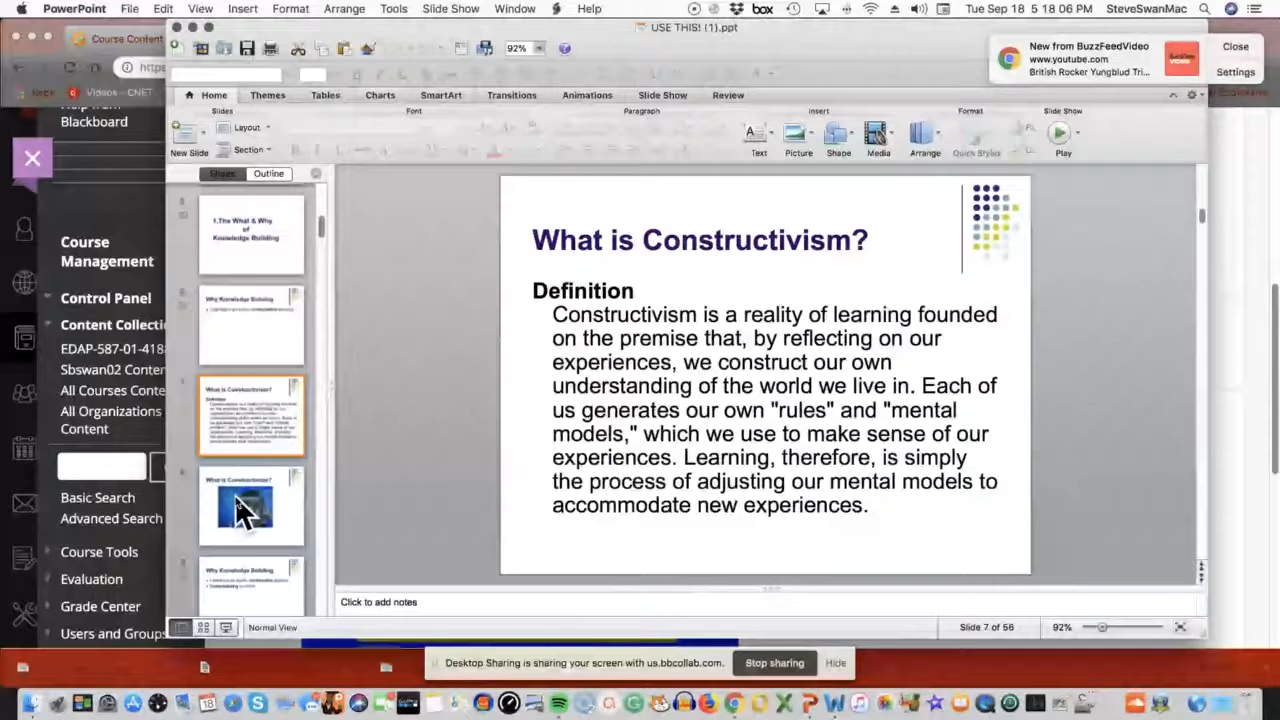 PowerPoint File Edit View Insert Format Arrange Tools Slide Show Window Help box Tue Sep 18 5:18:06 PM SteveSwanMac
USE THIS! (1).ppt
Course Content
92%
New from BuzzFeedVideo
www.youtube.com
British Rocker Yungblud Tri...
Close
Settings
https
Videos - CNET
Home Themes Tables Charts SmartArt Transitions Animations Slide Show Review
Slides Font Paragraph Insert Format Slide Show
New Slide Layout Section
Text Picture Shape Media Arrange Quick Styles Play
Blackboard
Slides Outline
1.The What & Why
of
Knowledge Building
Why Knowledge Building
What is Constructivism?
What is Constructivism?
Why Knowledge Building
Course
Management
Control Panel
Content Collectio
EDAP-587-01-418
Sbswan02 Conten
All Courses Conte
All Organizations
Content
Basic Search
Advanced Search
Course Tools
Evaluation
Grade Center
Users and Groups
What is Constructivism?
Definition
Constructivism is a reality of learning founded
on the premise that, by reflecting on our
experiences, we construct our own
understanding of the world we live in. Each of
us generates our own "rules" and "mental
models," which we use to make sense of our
experiences. Learning, therefore, is simply
the process of adjusting our mental models to
accommodate new experiences.
Click to add notes
Normal View
Slide 7 of 56
92%
Desktop Sharing is sharing your screen with us.bbcollab.com. Stop sharing Hide